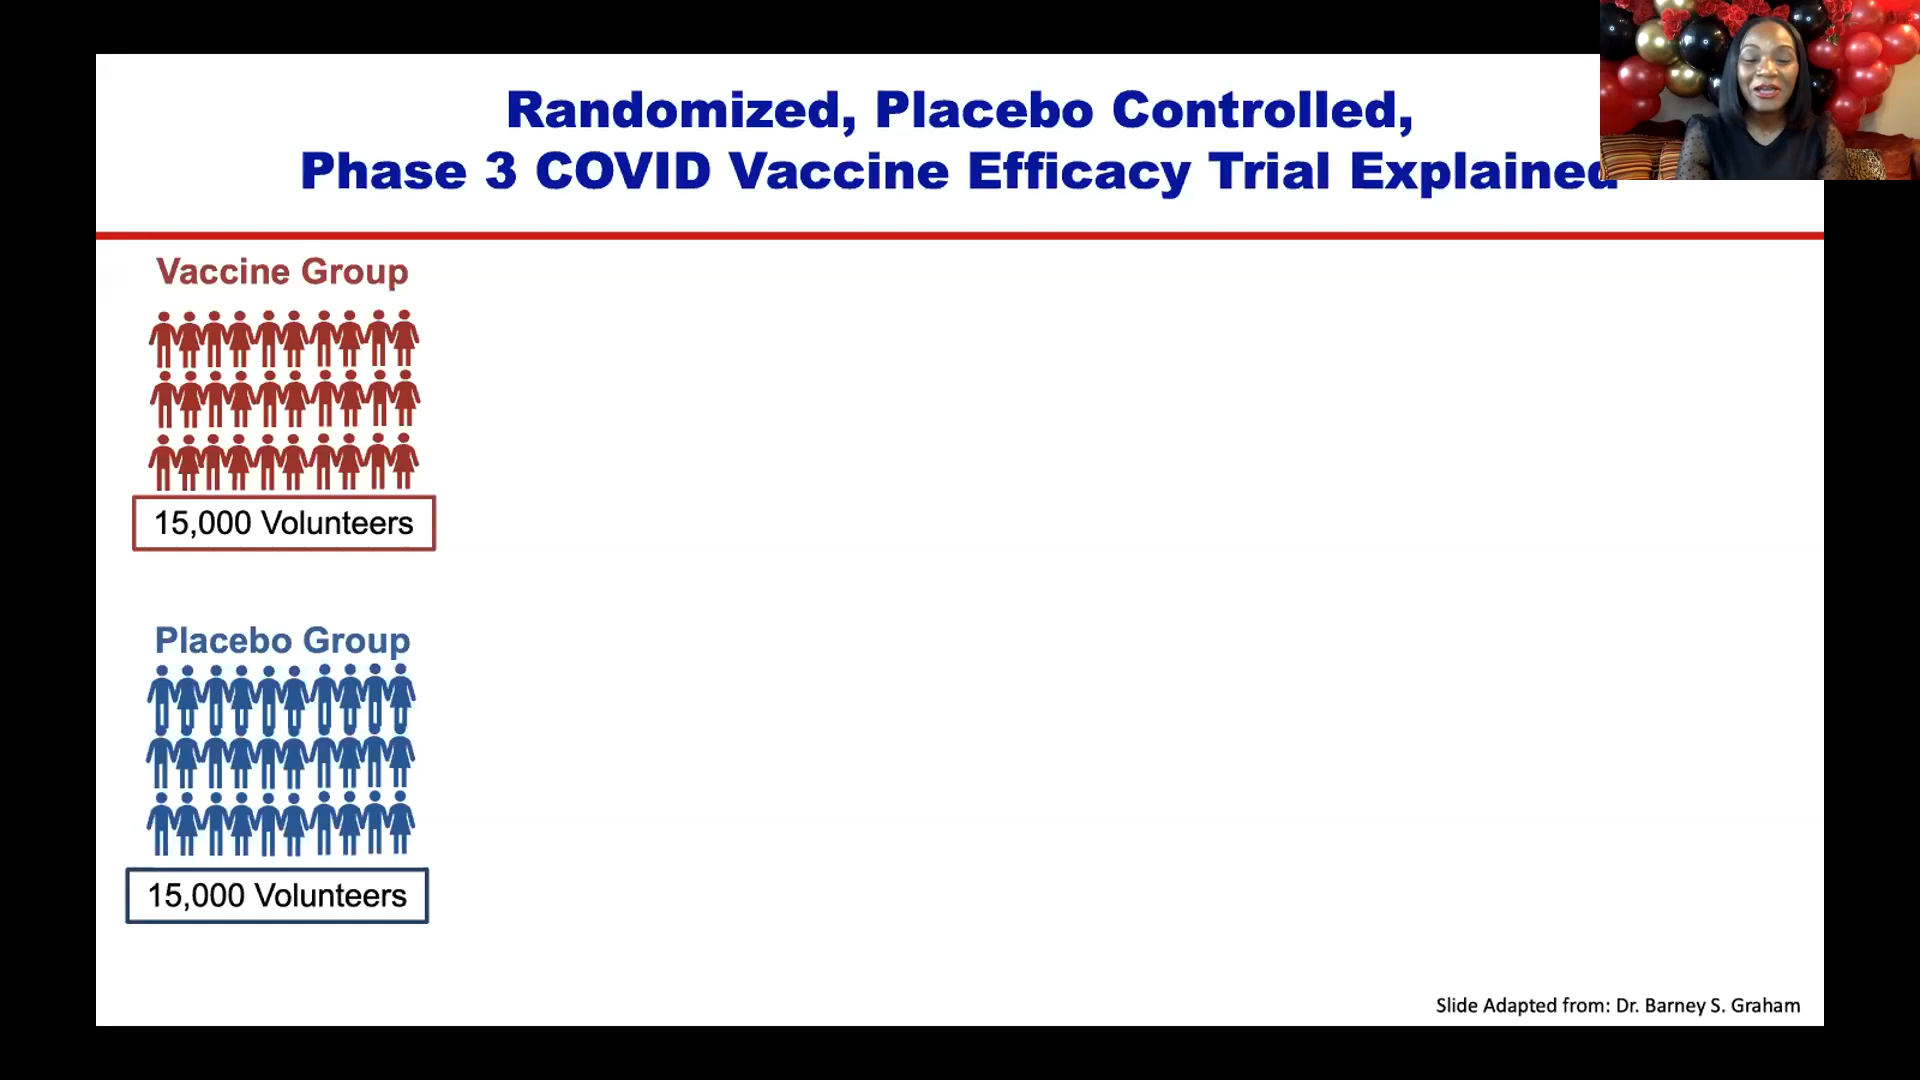 Randomized, Placebo Controlled,
Phase 3 COVID Vaccine Efficacy Trial Explained
Vaccine Group
15,000 Volunteers
Placebo Group
15,000 Volunteers
Slide Adapted from: Dr. Barney S. Graham